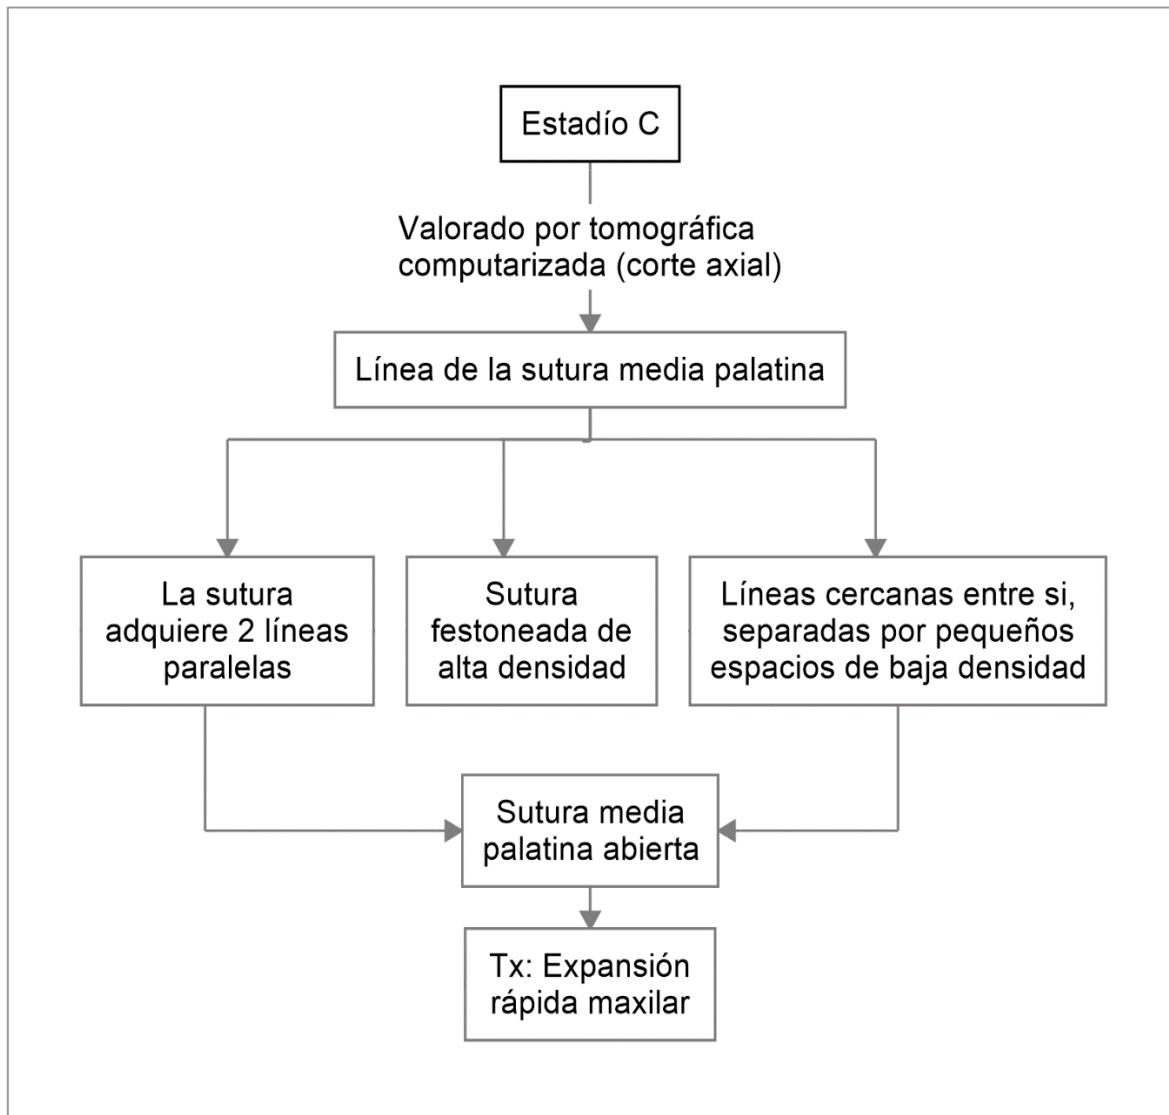 Estadío C
Valorado por tomográfica
computarizada (corte axial)
Línea de la sutura media palatina
La sutura
adquiere 2 líneas
paralelas
Sutura
festoneada de
alta densidad
Líneas cercanas entre si,
separadas por pequeños
espacios de baja densidad
Sutura media
palatina abierta
Tx: Expansión
rápida maxilar